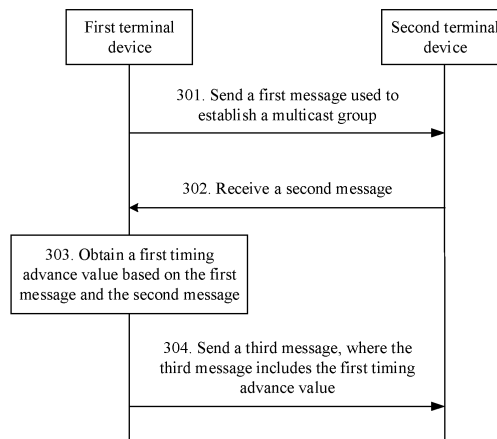 First terminal
device
Second terminal
device
301. Send a first message used to
establish a multicast group
302. Receive a second message
303. Obtain a first timing
advance value based on the first
message and the second message
304. Send a third message, where the
third message includes the first timing
advance value